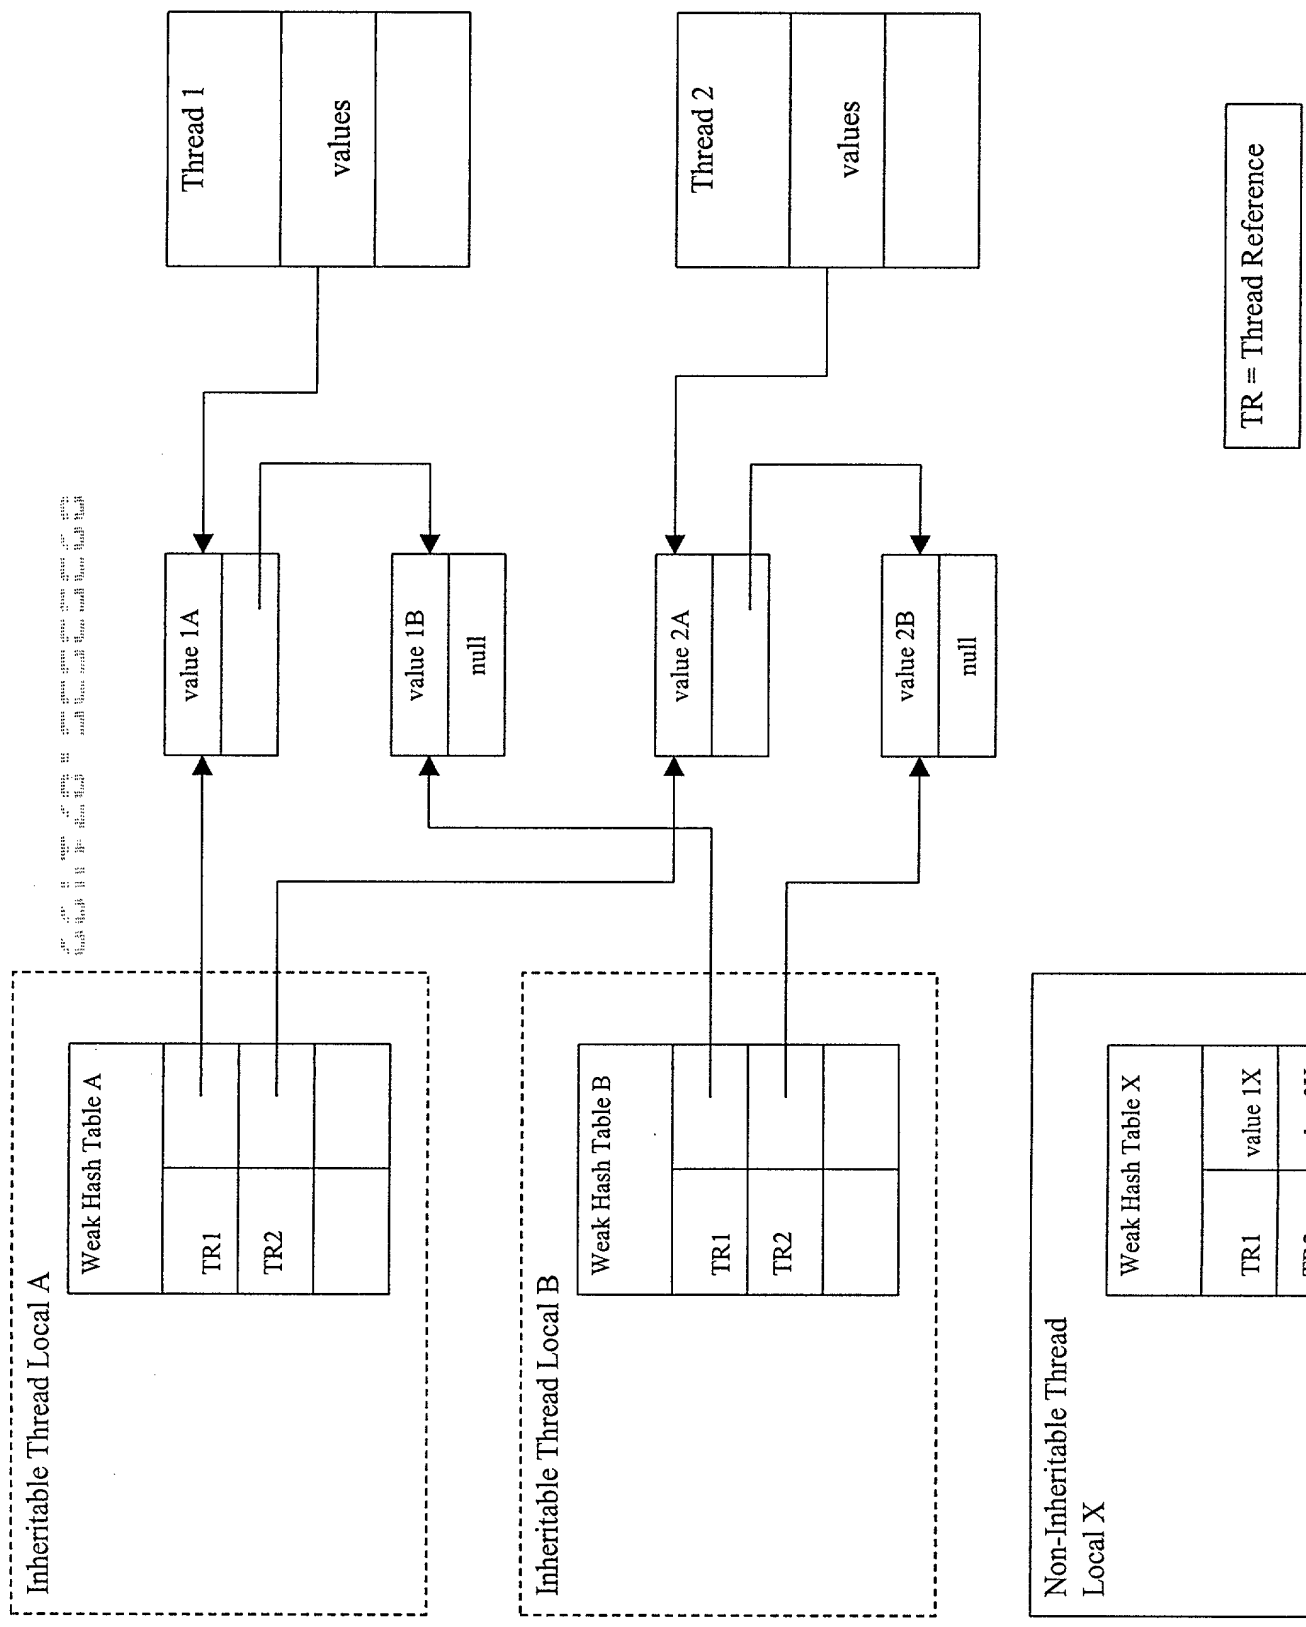 Inheritable Thread Local A
Weak Hash Table A
TR1
TR2
value 1A
value 1B
null
Thread 1
values
Inheritable Thread Local B
Weak Hash Table B
TR1
TR2
value 2A
value 2B
null
Thread 2
values
Non-Inheritable Thread
Local X
Weak Hash Table X
TR1
value 1X
TR = Thread Reference